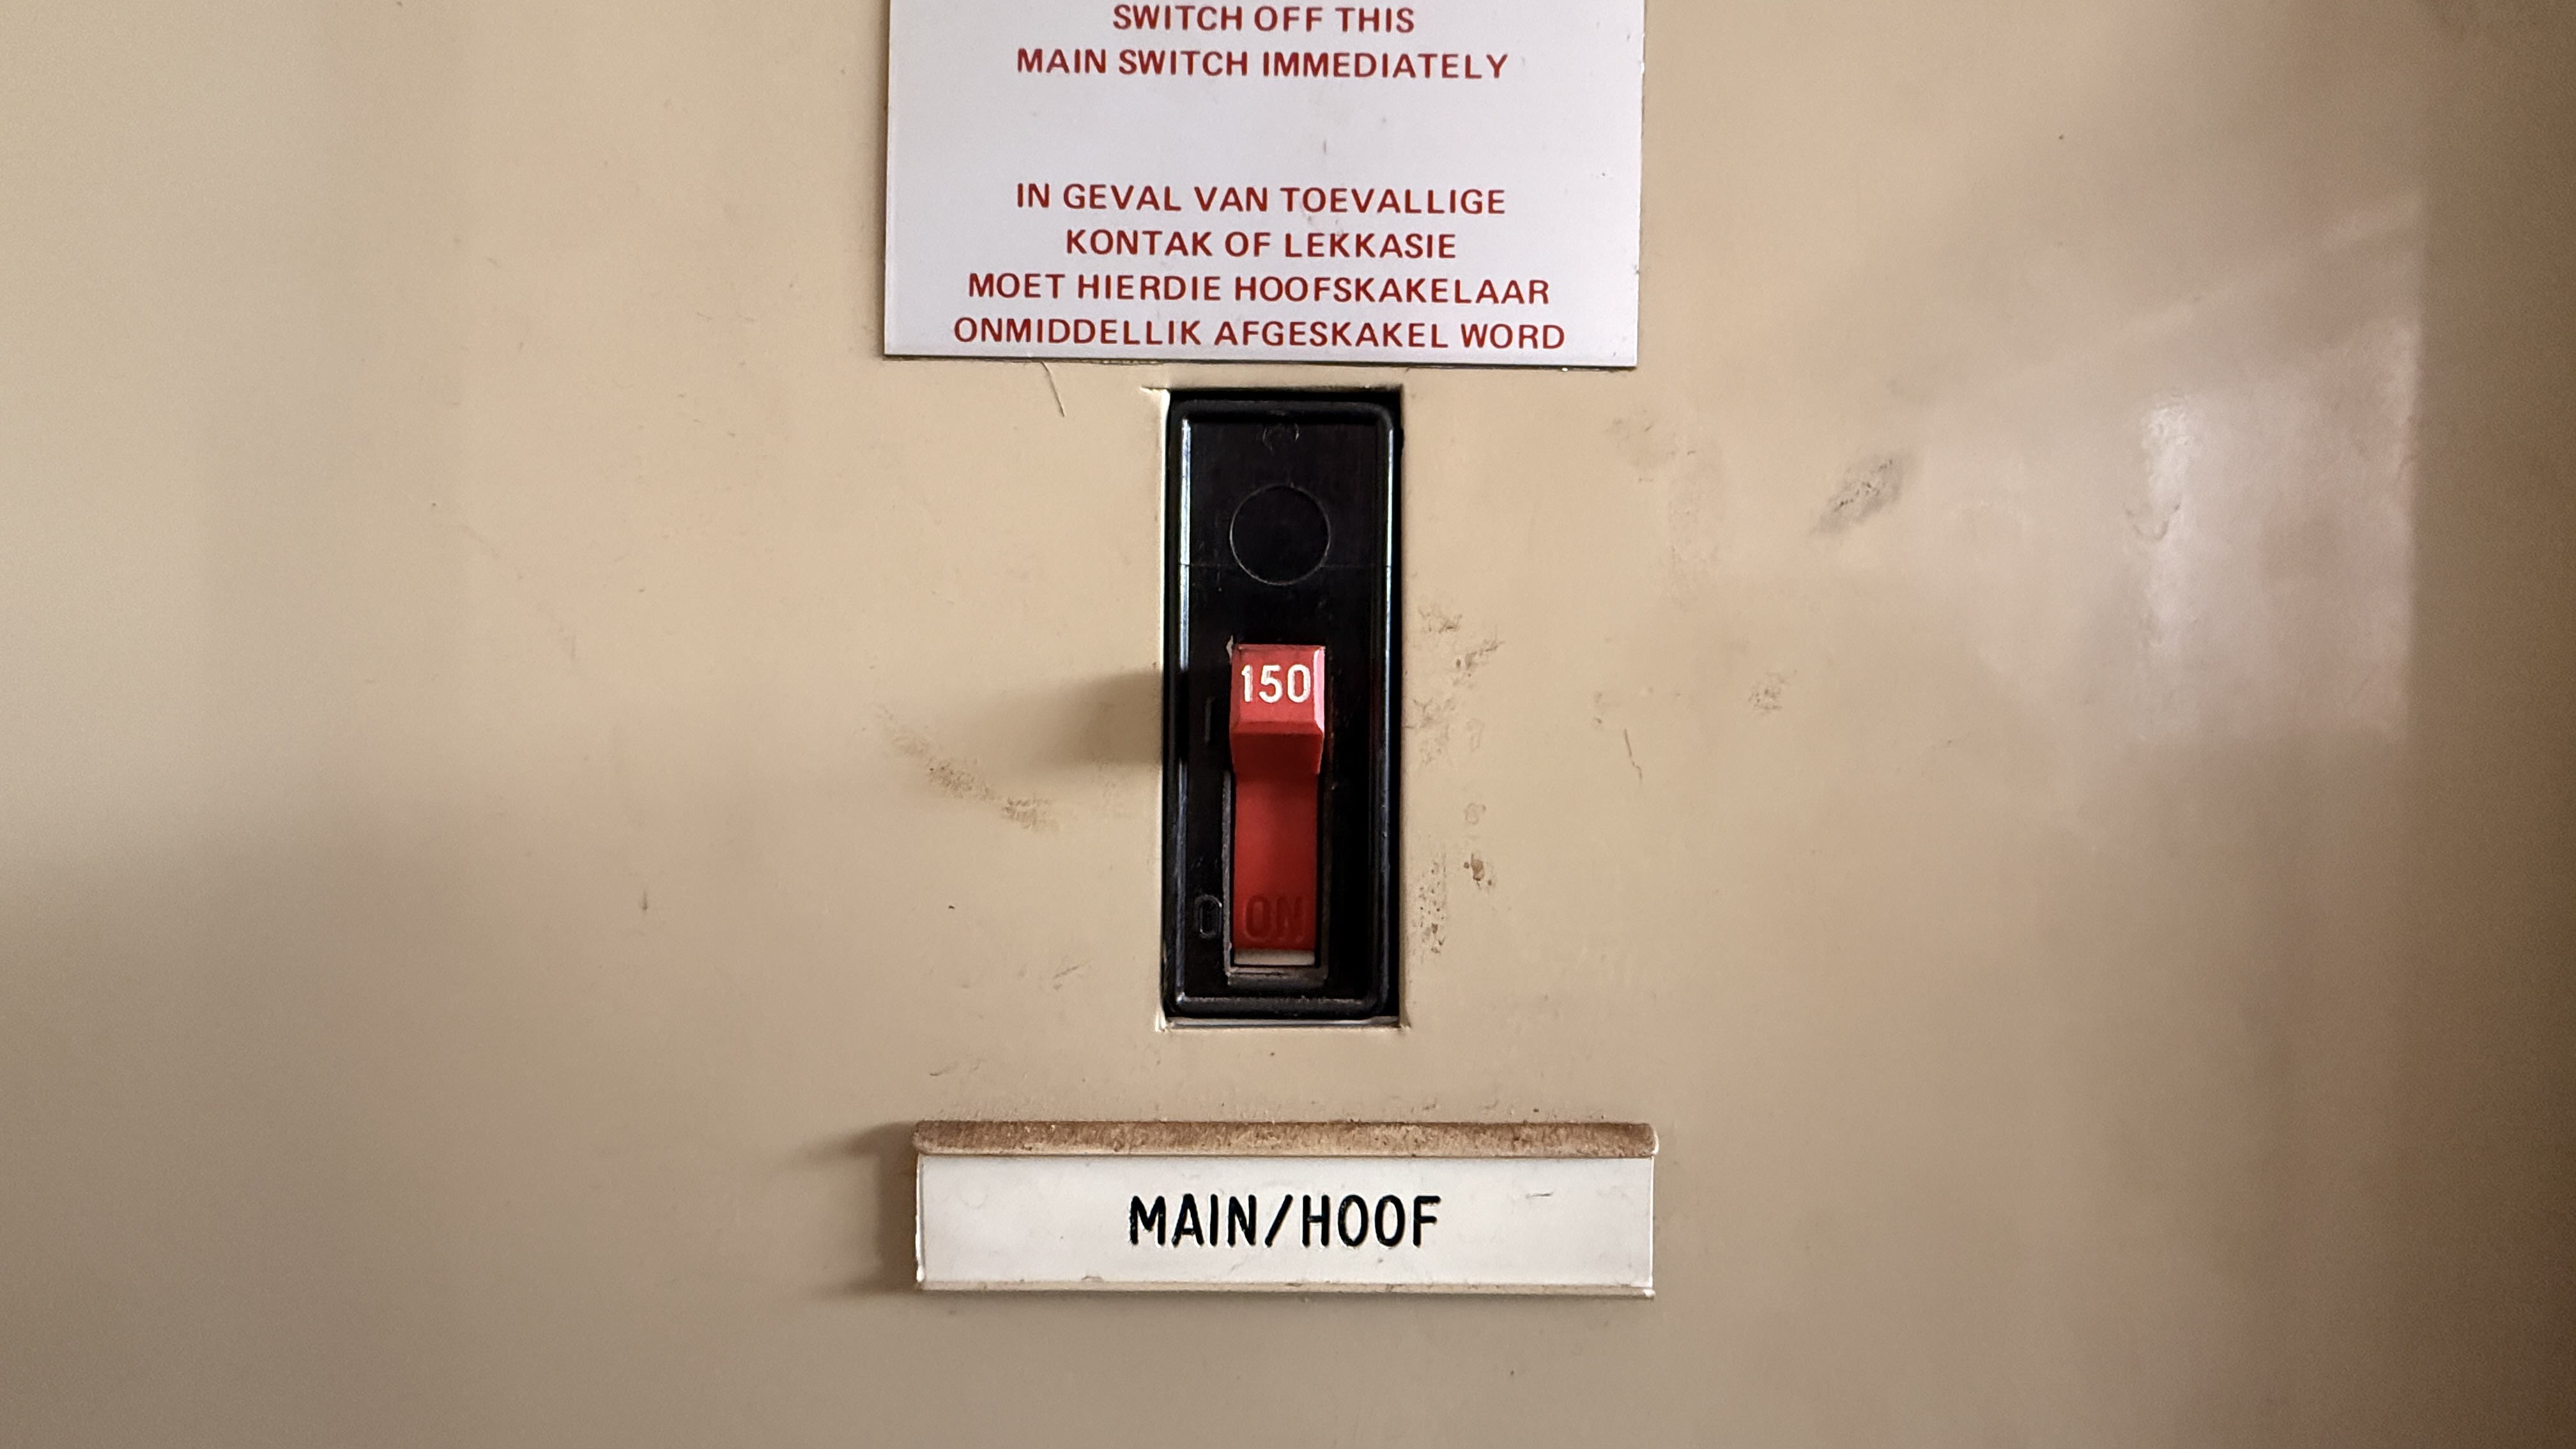 SWITCH OFF THIS
MAIN SWITCH IMMEDIATELY
IN GEVAL VAN TOEVALLIGE
KONTAK OF LEKKASIE
MOET HIERDIE HOOFSKAKELAAR
ONMIDDELLIK AFGESKAKEL WORD
150
I
O ON
MAIN/HOOF